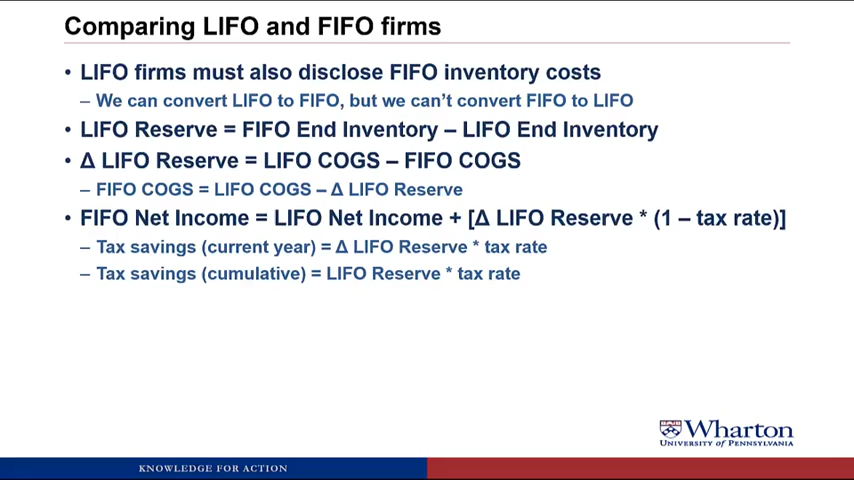 Comparing LIFO and FIFO firms
• LIFO firms must also disclose FIFO inventory costs
– We can convert LIFO to FIFO, but we can't convert FIFO to LIFO
• LIFO Reserve = FIFO End Inventory – LIFO End Inventory
• Δ LIFO Reserve = LIFO COGS – FIFO COGS
– FIFO COGS = LIFO COGS – Δ LIFO Reserve
• FIFO Net Income = LIFO Net Income + [Δ LIFO Reserve * (1 – tax rate)]
– Tax savings (current year) = Δ LIFO Reserve * tax rate
– Tax savings (cumulative) = LIFO Reserve * tax rate
Wharton
UNIVERSITY of PENNSYLVANIA
KNOWLEDGE FOR ACTION